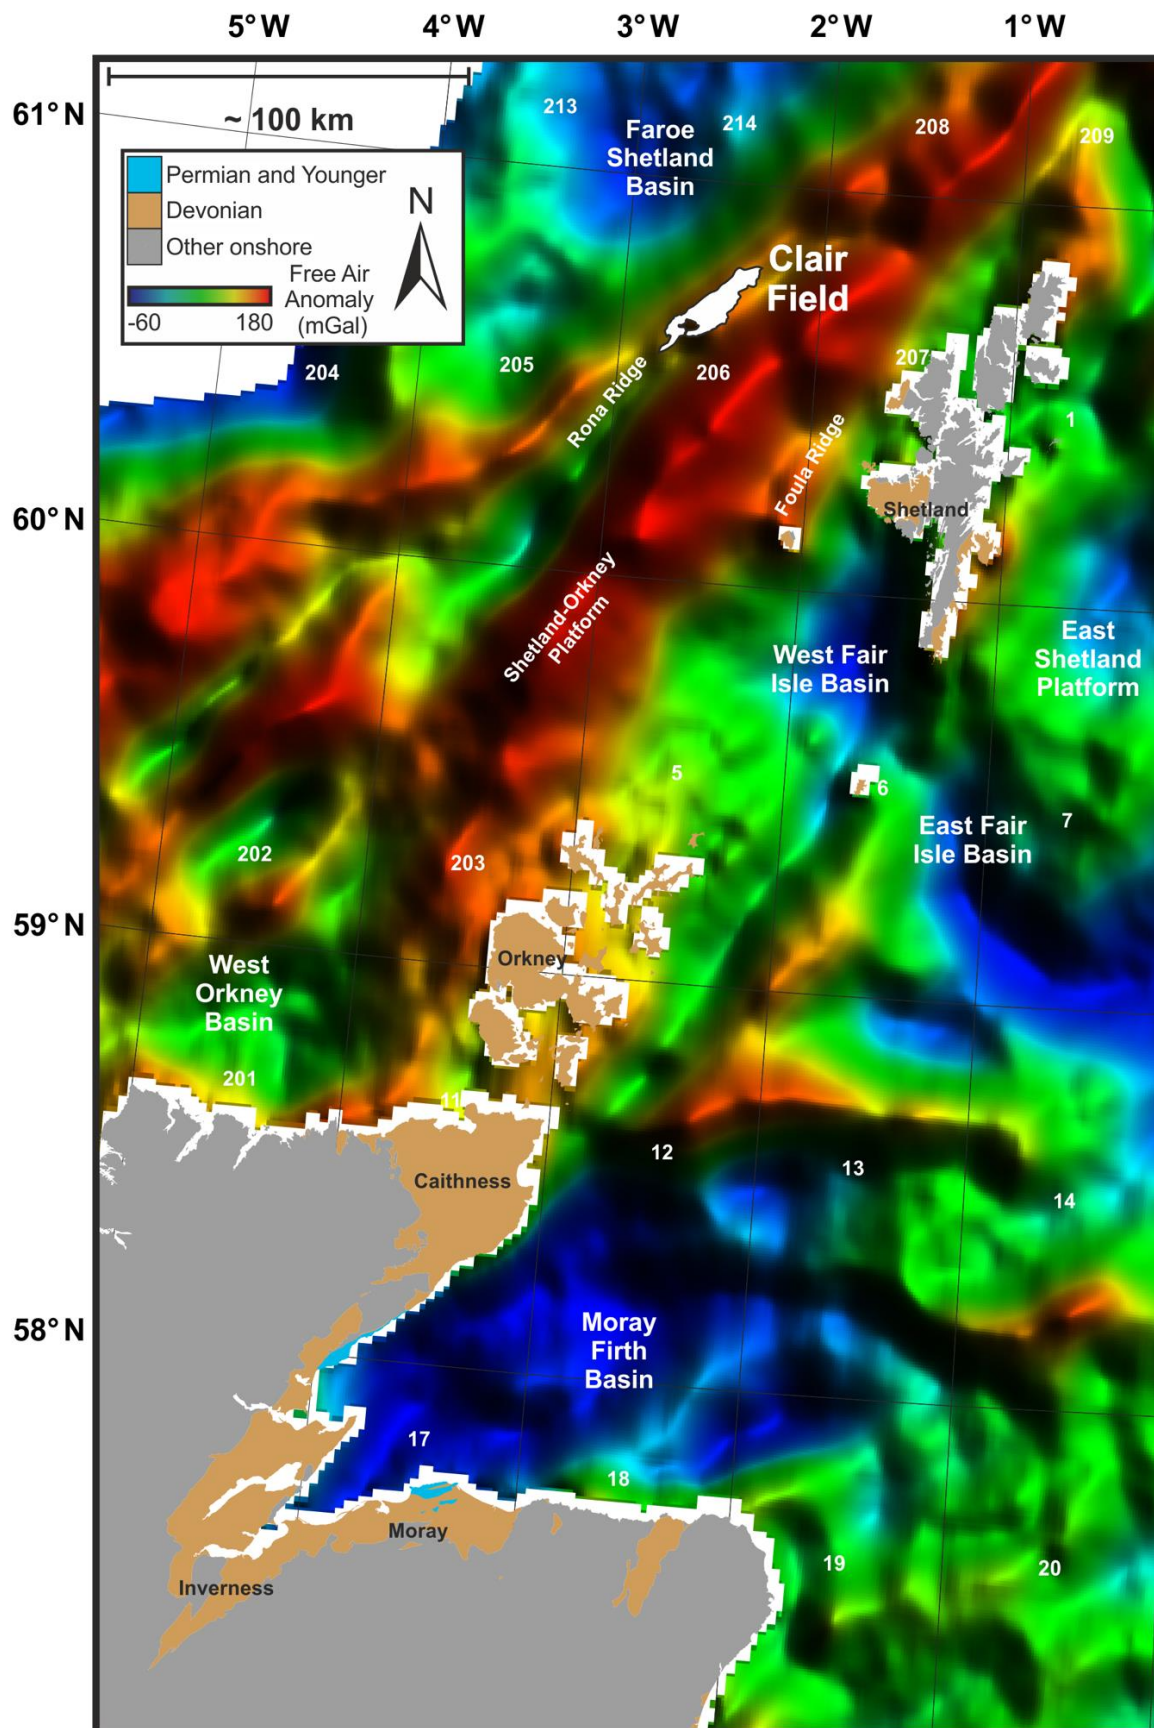 5°W
4°W
3°W
2°W
1°W
61°N
60°N
59°N
58°N
~ 100 km
Permian and Younger
Devonian
Other onshore
Free Air
Anomaly
(mGal)
-60
180
N
213
214
208
209
Faroe
Shetland
Basin
Clair
Field
204
205
206
207
1
Rona Ridge
Foula Ridge
Shetland
Shetland-Orkney
Platform
West Fair
Isle Basin
East
Shetland
Platform
5
6
7
East Fair
Isle Basin
202
203
Orkney
West
Orkney
Basin
201
11
12
13
14
Caithness
Moray
Firth
Basin
17
18
19
20
Moray
Inverness